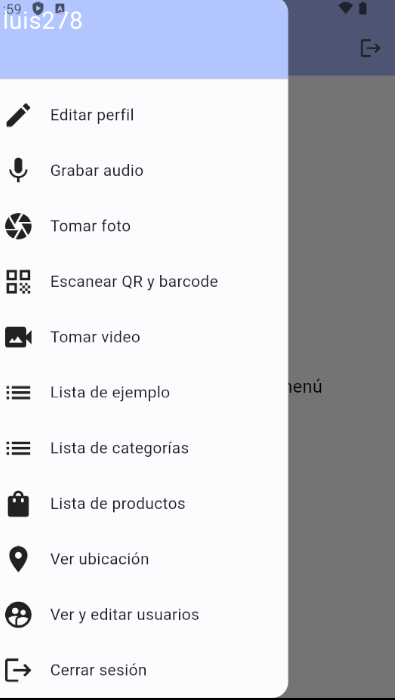 :59
luis278
Editar perfil
Grabar audio
Tomar foto
Escanear QR y barcode
Tomar video
Lista de ejemplo
enú
Lista de categorías
Lista de productos
Ver ubicación
Ver y editar usuarios
Cerrar sesión